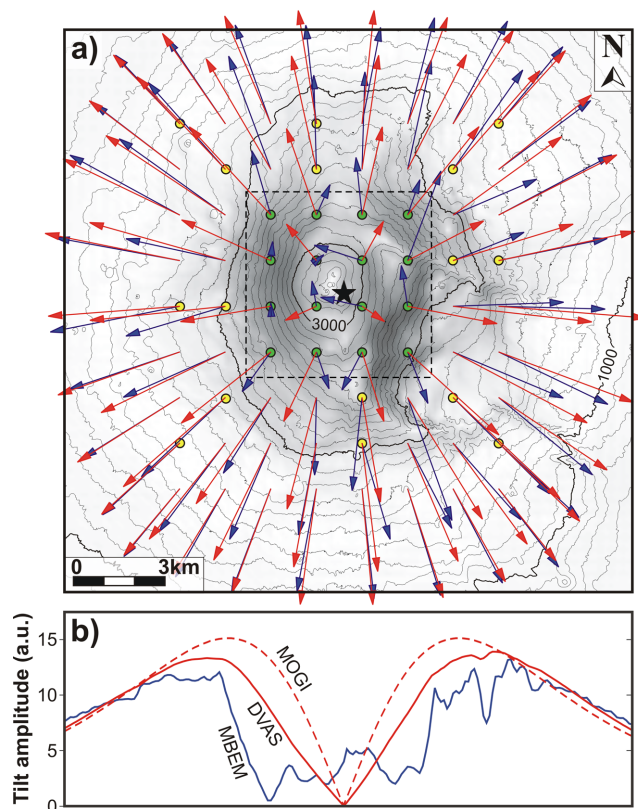 a)
N
3000
1000
0 3km
b)
Tilt amplitude (a.u.)
15
10
5
0
MOGI
DVAS
MBEM